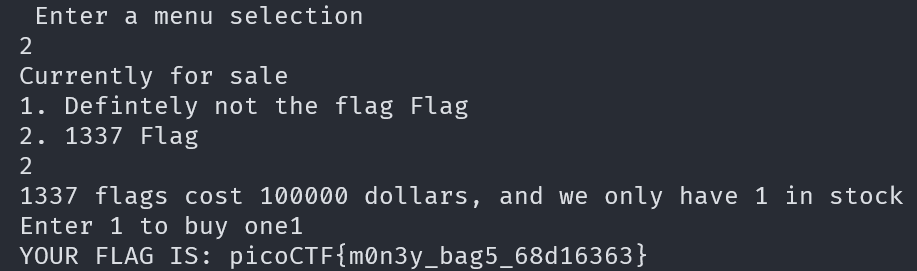 Enter a menu selection
2
Currently for sale
1. Defintely not the flag Flag
2. 1337 Flag
2
1337 flags cost 100000 dollars, and we only have 1 in stock
Enter 1 to buy one1
YOUR FLAG IS: picoCTF{m0n3y_bag5_68d16363}